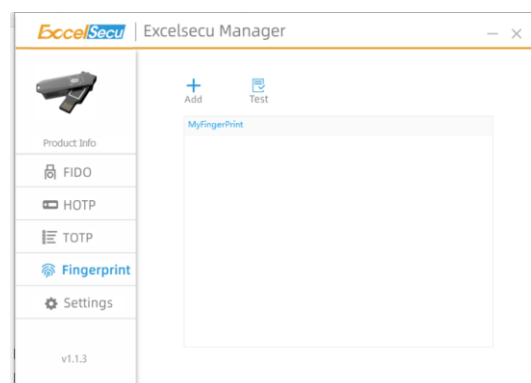 ExcelSecu Excelsecu Manager
Add Test
MyFingerPrint
Product Info
FIDO
HOTP
TOTP
Fingerprint
Settings
v1.1.3